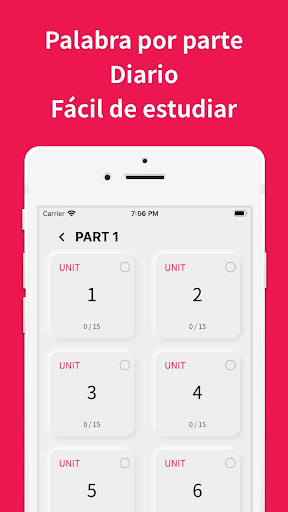 Palabra por parte
Diario
Fácil de estudiar
Carrier 7:56 PM
PART 1
UNIT UNIT
1 2
0 / 15 0 / 15
UNIT UNIT
3 4
0 / 15 0 / 15
UNIT UNIT
5 6